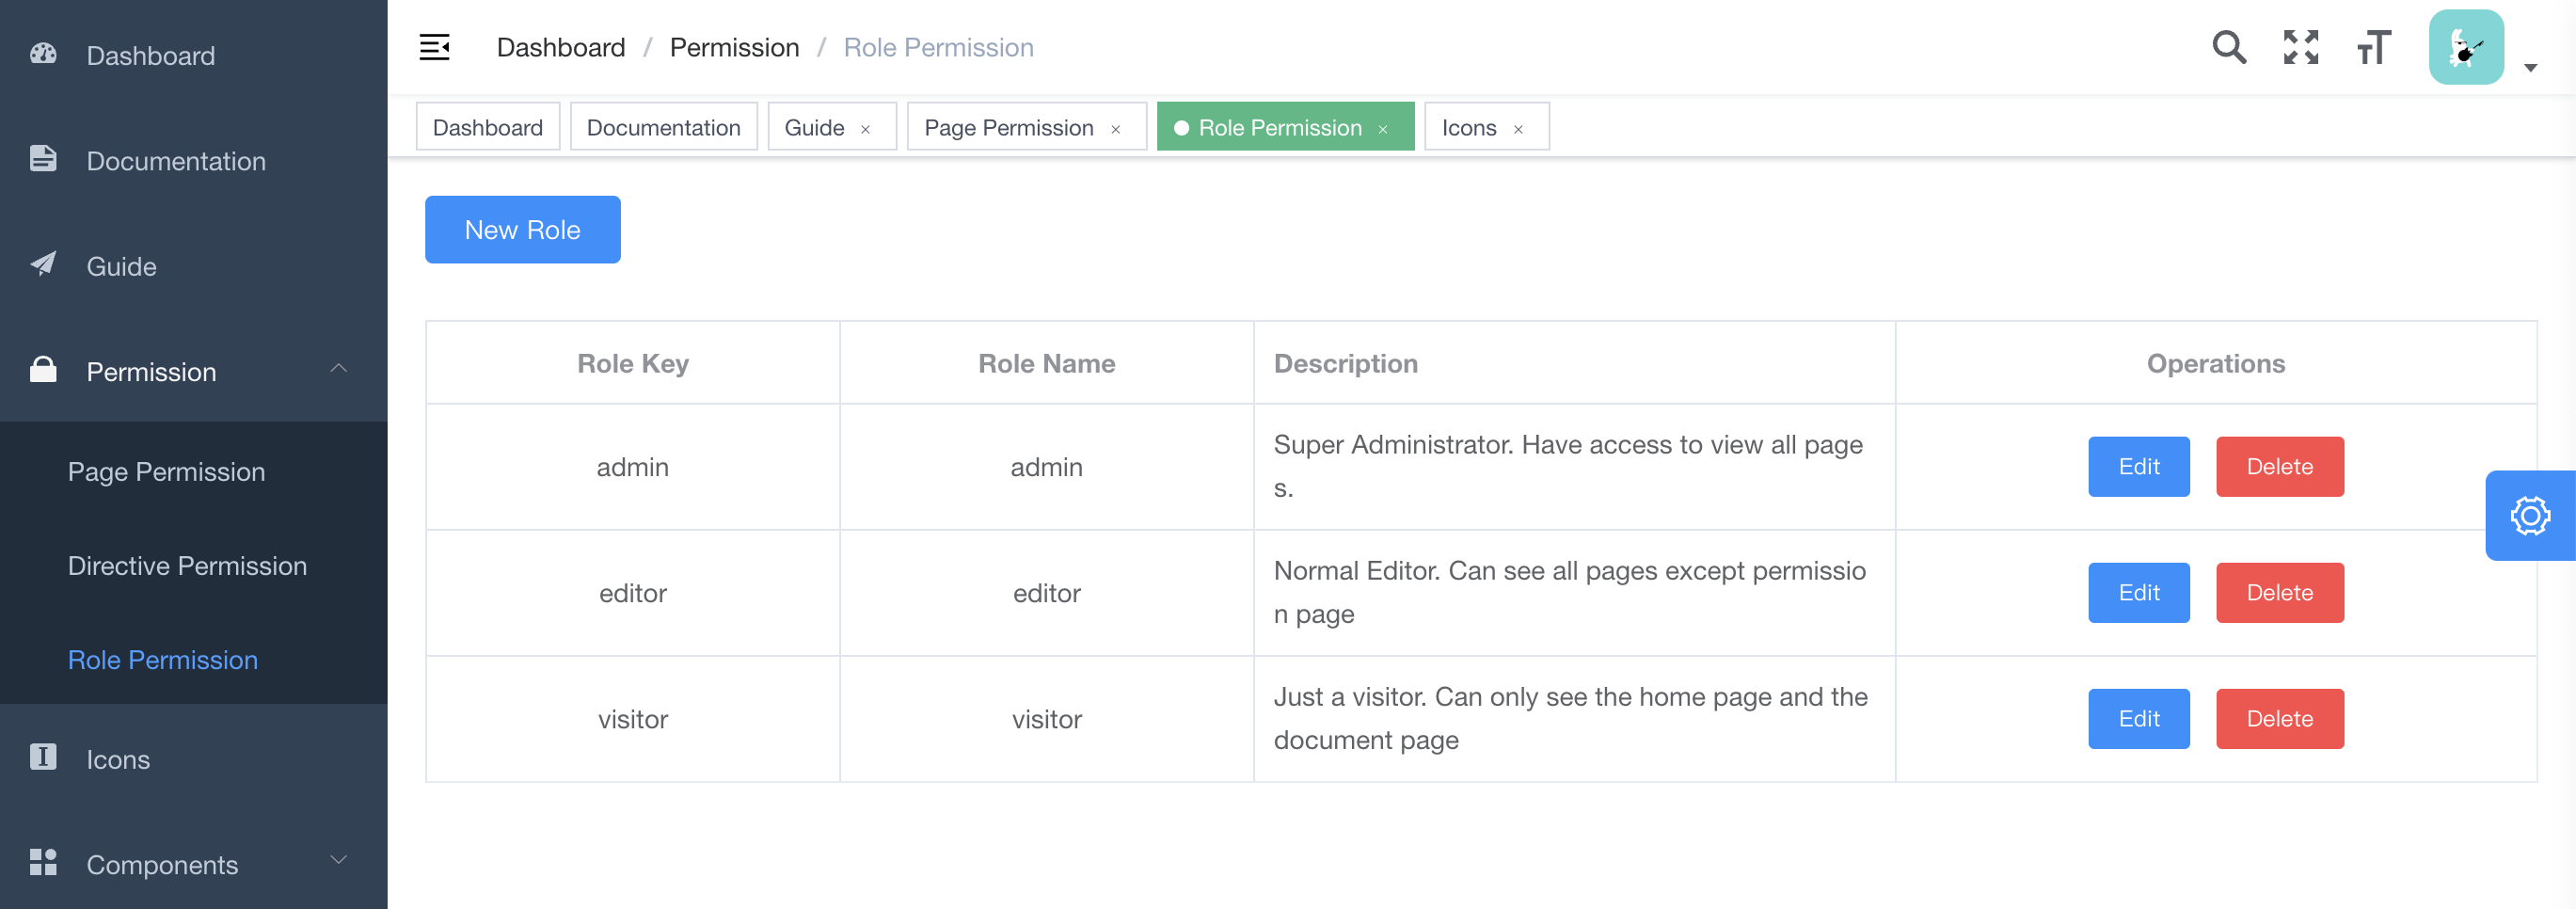 Dashboard
Documentation
Guide
Permission
Page Permission
Directive Permission
Role Permission
Icons
Components
Dashboard / Permission / Role Permission
Dashboard
Documentation
Guide ×
Page Permission ×
Role Permission ×
Icons ×
New Role
Role Key Role Name Description Operations
admin admin Super Administrator. Have access to view all page
s.
Edit Delete
editor editor Normal Editor. Can see all pages except permissio
n page
Edit Delete
visitor visitor Just a visitor. Can only see the home page and the
document page
Edit Delete